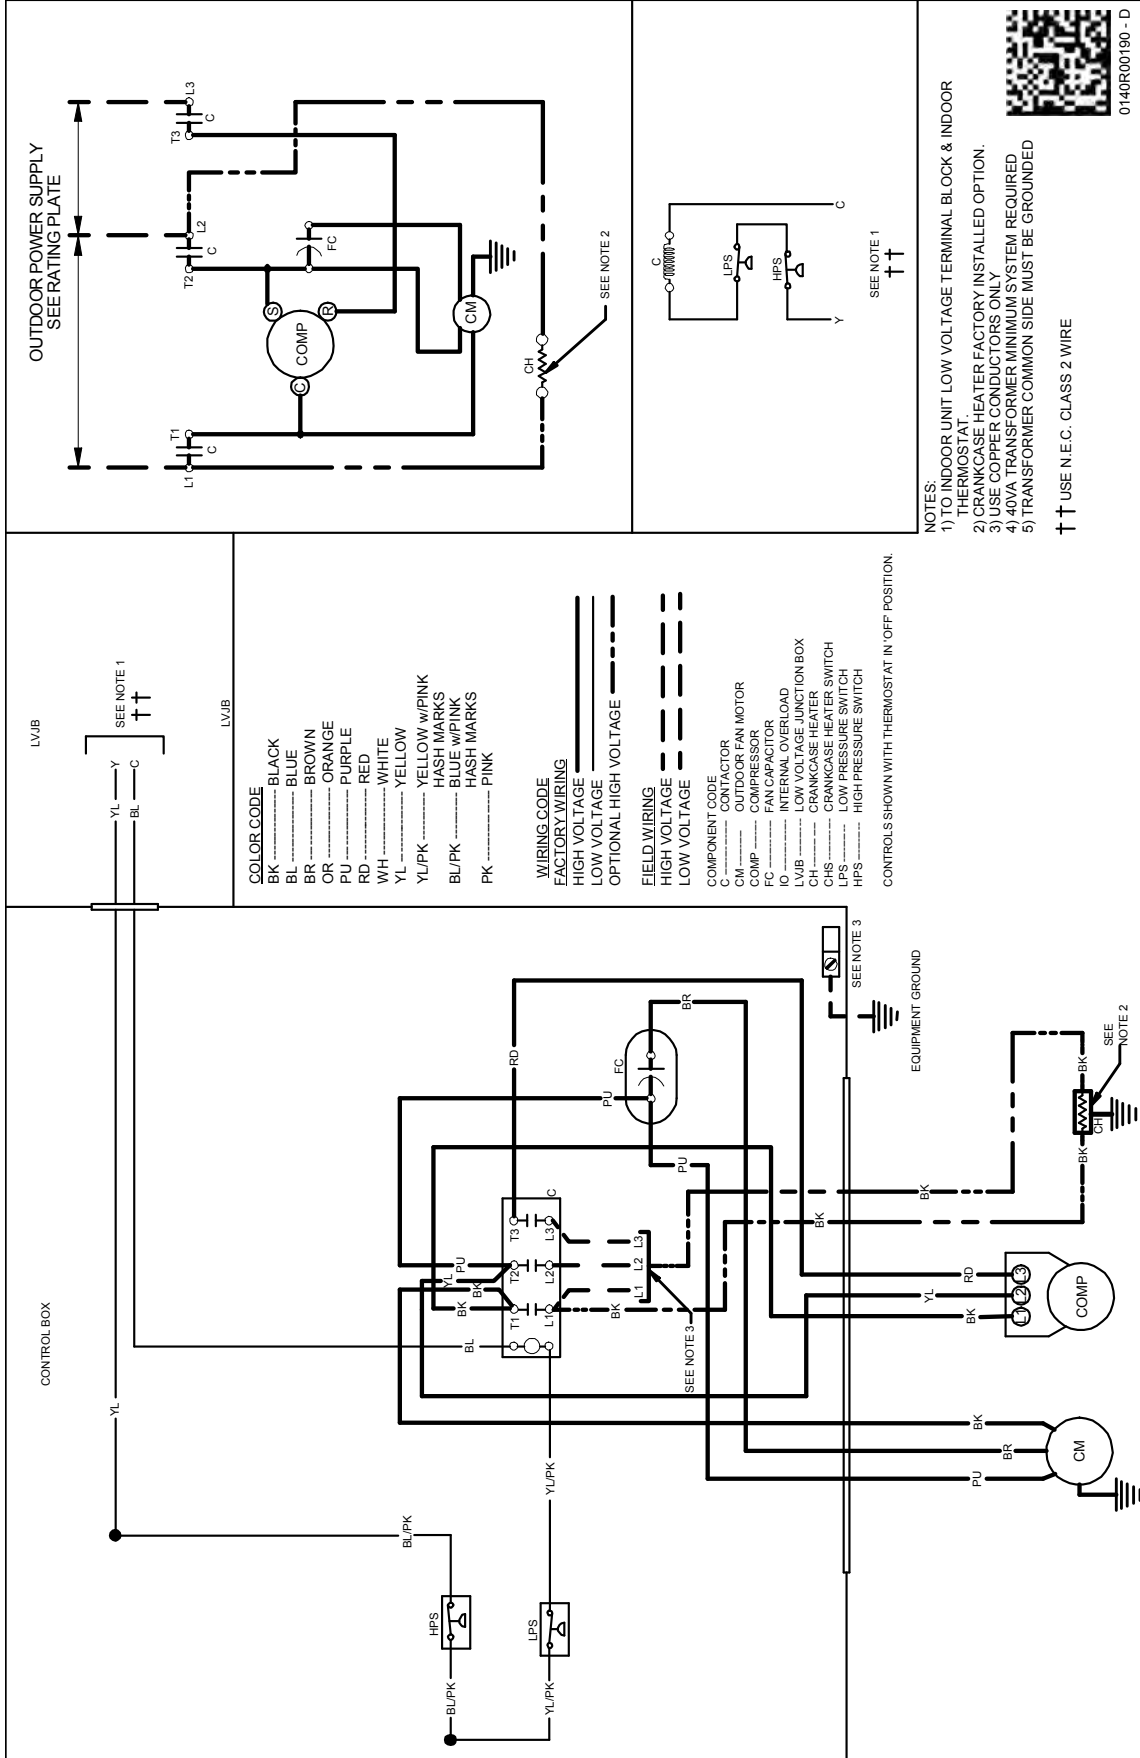 CONTROL BOX
LVJB
SEE NOTE 1
††
YL
YL
Y
BL
C
LVJB
COLOR CODE
BK ------------ BLACK
BL ------------ BLUE
BR ------------ BROWN
OR ------------ ORANGE
PU ------------ PURPLE
RD ------------ RED
WH ------------ WHITE
YL ------------ YELLOW
YL/PK --------- YELLOW w/PINK
HASH MARKS
BL/PK --------- BLUE w/PINK
HASH MARKS
PK ------------ PINK
WIRING CODE
FACTORY WIRING
HIGH VOLTAGE
LOW VOLTAGE
OPTIONAL HIGH VOLTAGE
FIELD WIRING
HIGH VOLTAGE
LOW VOLTAGE
COMPONENT CODE
C --------- CONTACTOR
CM ------- OUTDOOR FAN MOTOR
COMP ------- COMPRESSOR
FC --------- FAN CAPACITOR
IO --------- INTERNAL OVERLOAD
LVJB ------- LOW VOLTAGE JUNCTION BOX
CH --------- CRANKCASE HEATER
CHS ------- CRANKCASE HEATER SWITCH
LPS ------- LOW PRESSURE SWITCH
HPS ------- HIGH PRESSURE SWITCH
CONTROLS SHOWN WITH THERMOSTAT IN 'OFF' POSITION.
BL/PK
HPS
BL/PK
LPS
YL/PK
YL/PK
BL
BK
YL
BK
PU
T1
T2
T3
L1
L2
L3
C
BK
L1
L2
L3
SEE NOTE 3
RD
PU
FC
BR
PU
SEE NOTE 3
EQUIPMENT GROUND
BK
BK
BK
CH
BK
SEE
NOTE 2
BK
YL
RD
L1
L2
L3
COMP
PU
BR
BK
CM
OUTDOOR POWER SUPPLY
SEE RATING PLATE
L1
T1
C
T2
L2
C
T3
L3
C
COMP
C
S
R
FC
CM
CH
SEE NOTE 2
C
LPS
HPS
Y
C
SEE NOTE 1
††
NOTES:
1) TO INDOOR UNIT LOW VOLTAGE TERMINAL BLOCK & INDOOR
THERMOSTAT.
2) CRANKCASE HEATER FACTORY INSTALLED OPTION.
3) USE COPPER CONDUCTORS ONLY
4) 40VA TRANSFORMER MINIMUM SYSTEM REQUIRED
5) TRANSFORMER COMMON SIDE MUST BE GROUNDED
†† USE N.E.C. CLASS 2 WIRE
0140R00190 - D